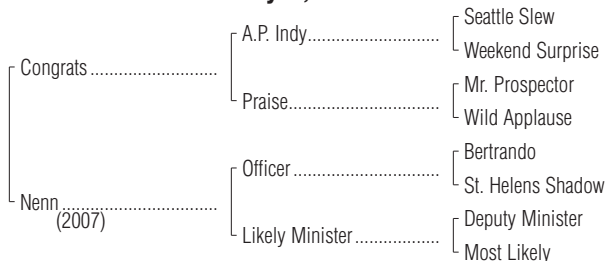 Seattle Slew
A.P. Indy..............................
Weekend Surprise
Congrats .............................
Mr. Prospector
Praise..................................
Wild Applause
Bertrando
Officer .................................
St. Helens Shadow
Nenn ...................................
(2007)
Deputy Minister
Likely Minister...................
Most Likely